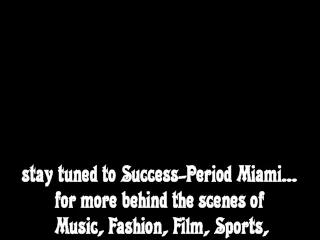 stay tuned to Success-Period Miami...
for more behind the scenes of
Music, Fashion, Film, Sports,